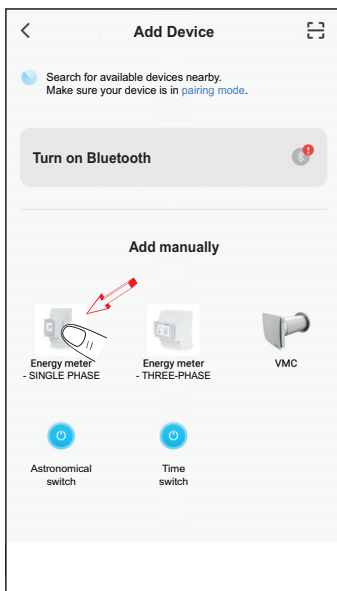 Add Device
Search for available devices nearby.
Make sure your device is in pairing mode.
Turn on Bluetooth
!
Add manually
Energy meter
- SINGLE PHASE
Energy meter
- THREE-PHASE
VMC
Astronomical
switch
Time
switch